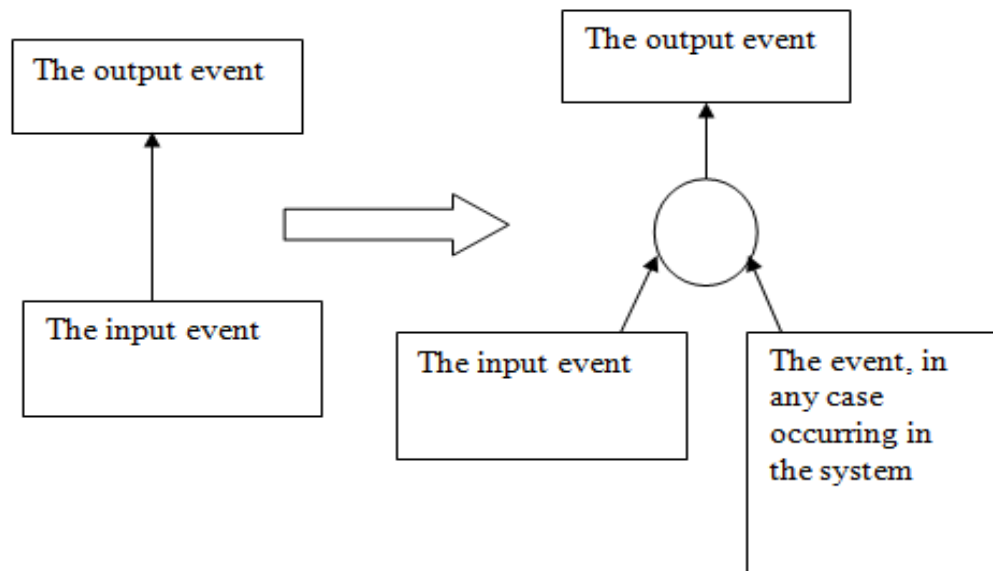 The output event
The input event
The output event
The input event
The event, in
any case
occurring in
the system